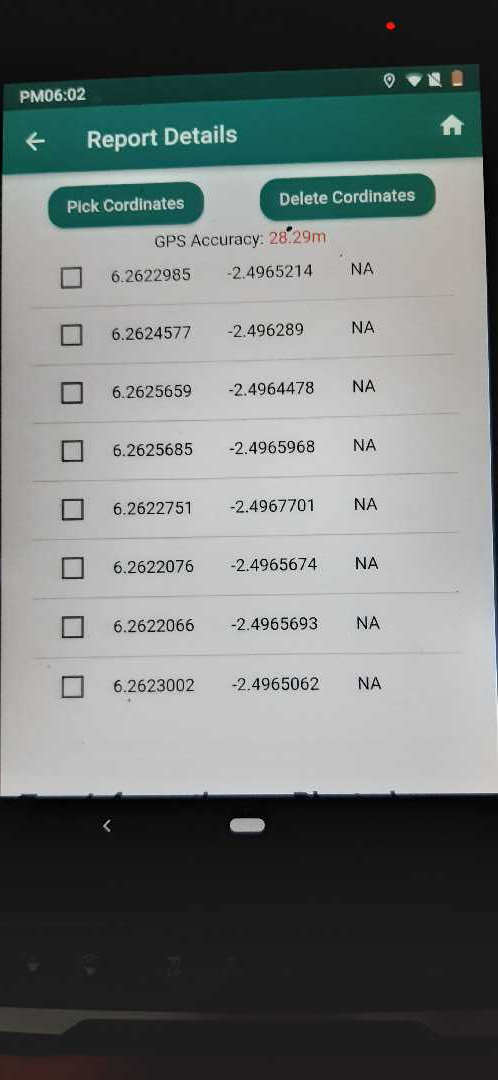 PM06:02
Report Details
Pick Cordinates Delete Cordinates
GPS Accuracy: 28.29m
6.2622985 -2.4965214 NA
6.2624577 -2.496289 NA
6.2625659 -2.4964478 NA
6.2625685 -2.4965968 NA
6.2622751 -2.4967701 NA
6.2622076 -2.4965674 NA
6.2622066 -2.4965693 NA
6.2623002 -2.4965062 NA